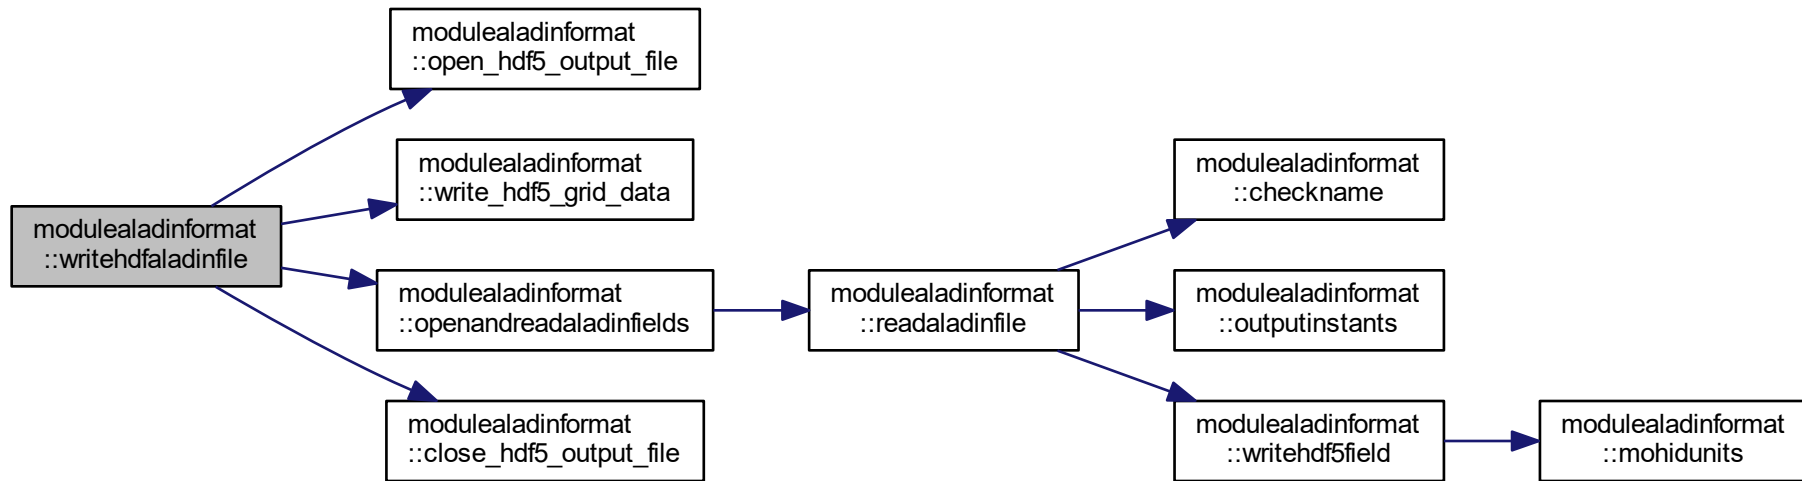 modulealadinformat
::open_hdf5_output_file
modulealadinformat
::write_hdf5_grid_data
modulealadinformat
::writehdfaladinfile
modulealadinformat
::openandreadaladinfields
modulealadinformat
::close_hdf5_output_file
modulealadinformat
::readaladinfile
modulealadinformat
::checkname
modulealadinformat
::outputinstants
modulealadinformat
::writehdf5field
modulealadinformat
::mohidunits